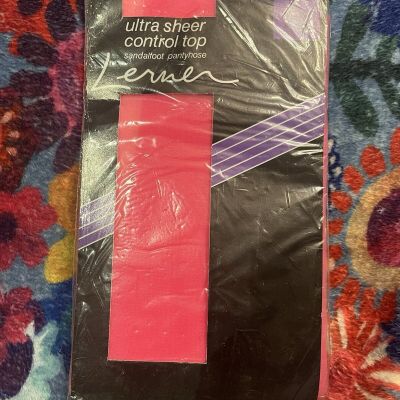 ultra sheer
control top
sandalfoot pantyhose
Lerner